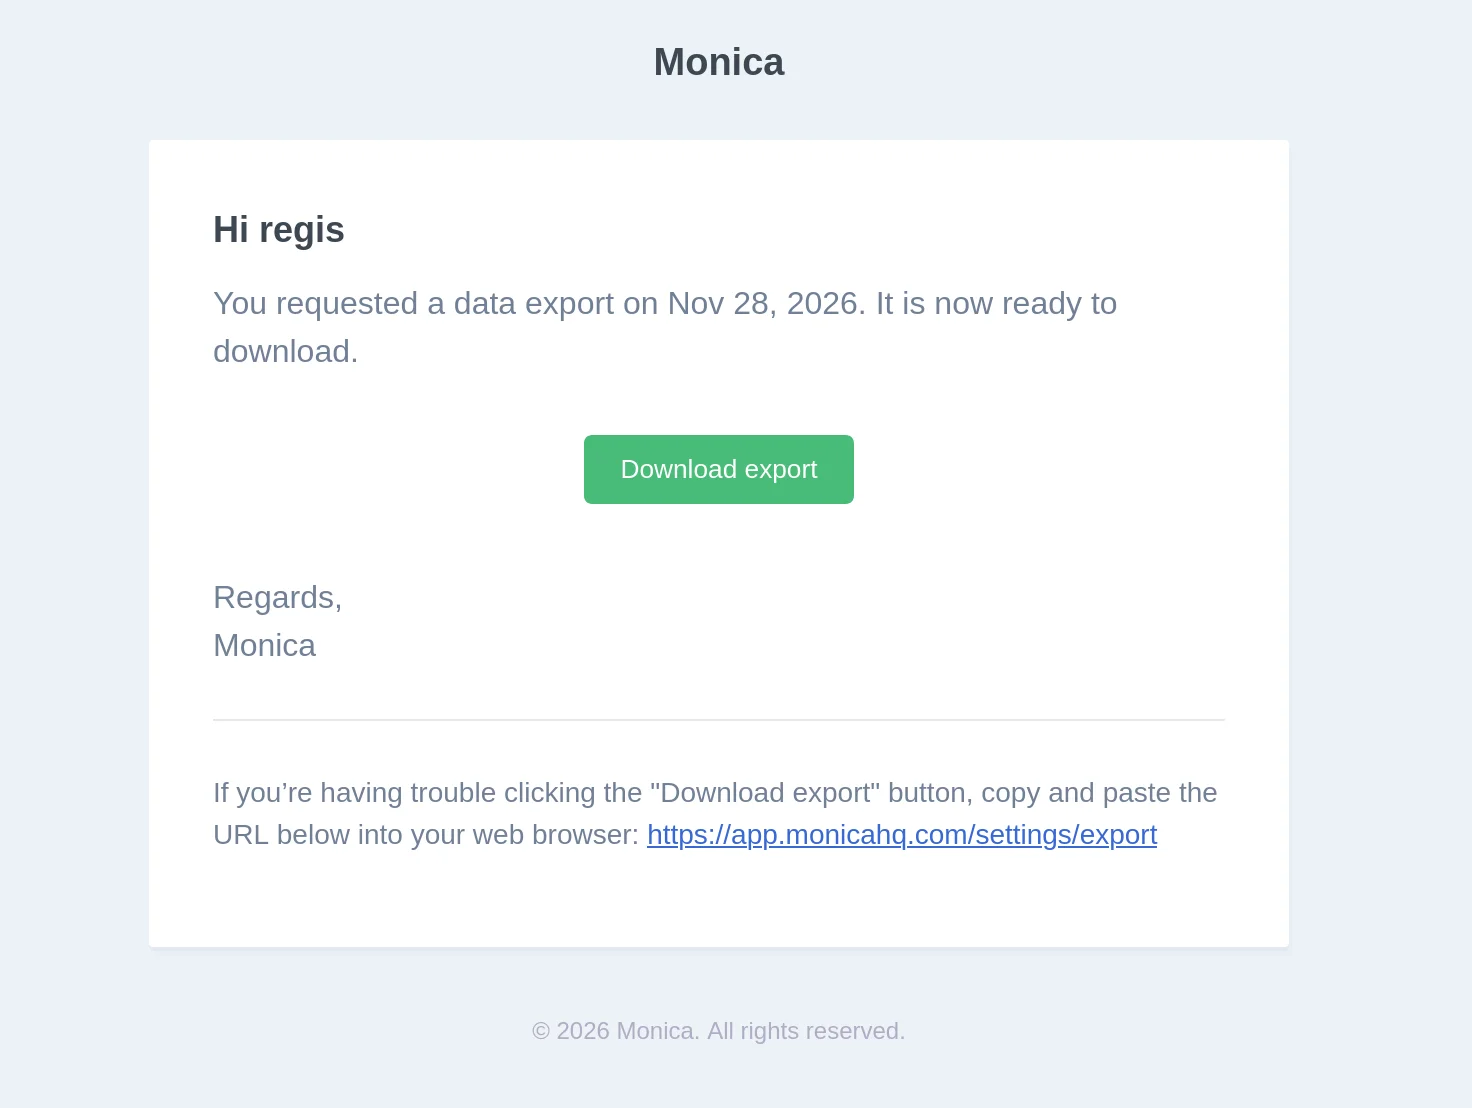 Monica
Hi regis
You requested a data export on Nov 28, 2026. It is now ready to
download.
Download export
Regards,
Monica
If you’re having trouble clicking the "Download export" button, copy and paste the
URL below into your web browser: https://app.monicahq.com/settings/export
© 2026 Monica. All rights reserved.